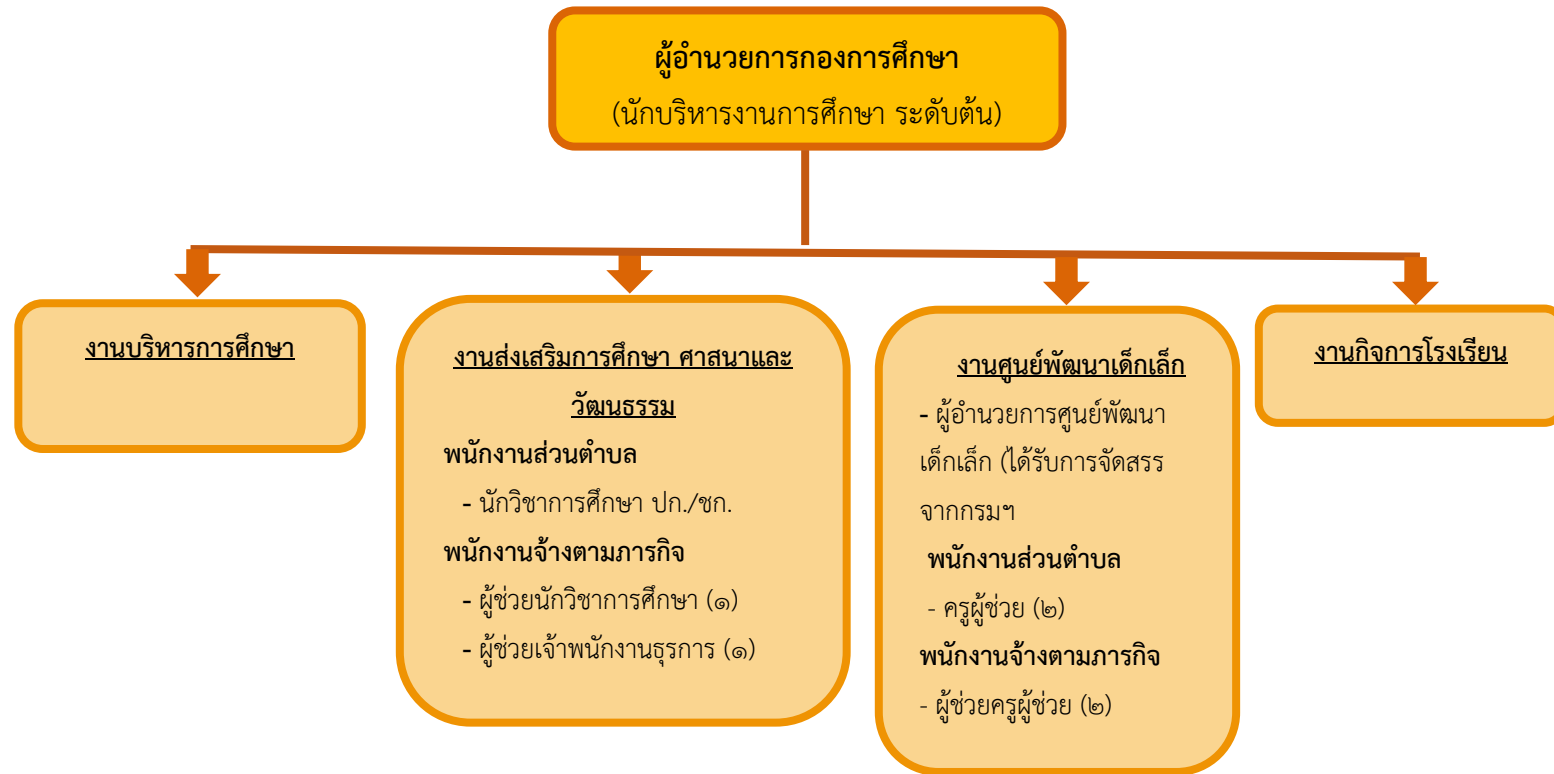 ผู้อำนวยการกองการศึกษา
(นักบริหารงานการศึกษา ระดับต้น)
งานบริหารการศึกษา
งานส่งเสริมการศึกษา ศาสนาและ
วัฒนธรรม
พนักงานส่วนตำบล
- นักวิชาการศึกษา ปก./ชก.
พนักงานจ้างตามภารกิจ
- ผู้ช่วยนักวิชาการศึกษา (๑)
- ผู้ช่วยเจ้าพนักงานธุรการ (๑)
งานศูนย์พัฒนาเด็กเล็ก
- ผู้อำนวยการศูนย์พัฒนา
เด็กเล็ก (ได้รับการจัดสรร
จากกรมฯ
พนักงานส่วนตำบล
- ครูผู้ช่วย (๒)
พนักงานจ้างตามภารกิจ
- ผู้ช่วยครูผู้ช่วย (๒)
งานกิจการโรงเรียน